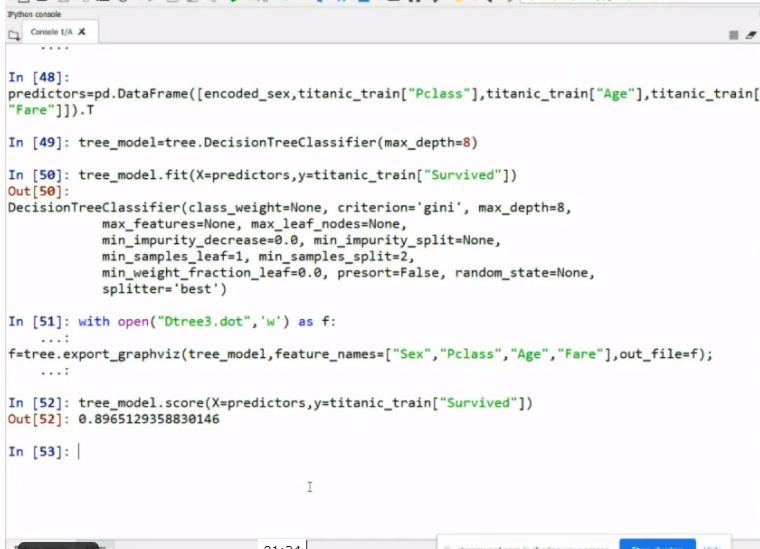 IPython console
Console 1/A
....
In [48]:
predictors=pd.DataFrame([encoded_sex,titanic_train["Pclass"],titanic_train["Age"],titanic_train[
"Fare"]]).T
In [49]: tree_model=tree.DecisionTreeClassifier(max_depth=8)
In [50]: tree_model.fit(X=predictors,y=titanic_train["Survived"])
Out[50]:
DecisionTreeClassifier(class_weight=None, criterion='gini', max_depth=8,
max_features=None, max_leaf_nodes=None,
min_impurity_decrease=0.0, min_impurity_split=None,
min_samples_leaf=1, min_samples_split=2,
min_weight_fraction_leaf=0.0, presort=False, random_state=None,
splitter='best')
In [51]: with open("Dtree3.dot",'w') as f:
...:
f=tree.export_graphviz(tree_model,feature_names=["Sex","Pclass","Age","Fare"],out_file=f);
...:
In [52]: tree_model.score(X=predictors,y=titanic_train["Survived"])
Out[52]: 0.8965129358830146
In [53]: